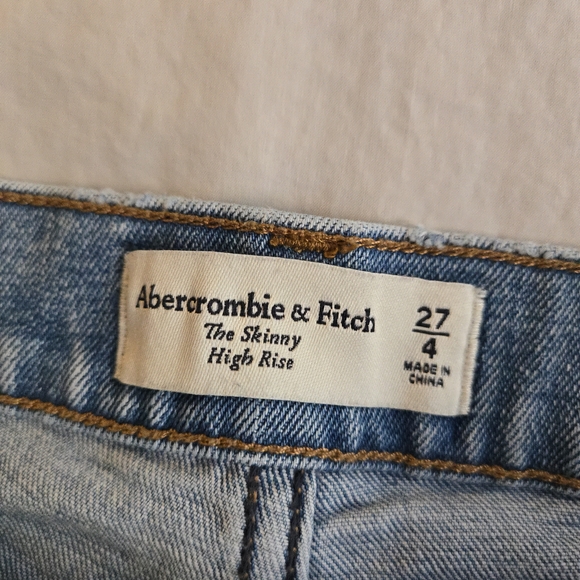 Abercrombie & Fitch
The Skinny
High Rise
27
4
MADE IN
CHINA